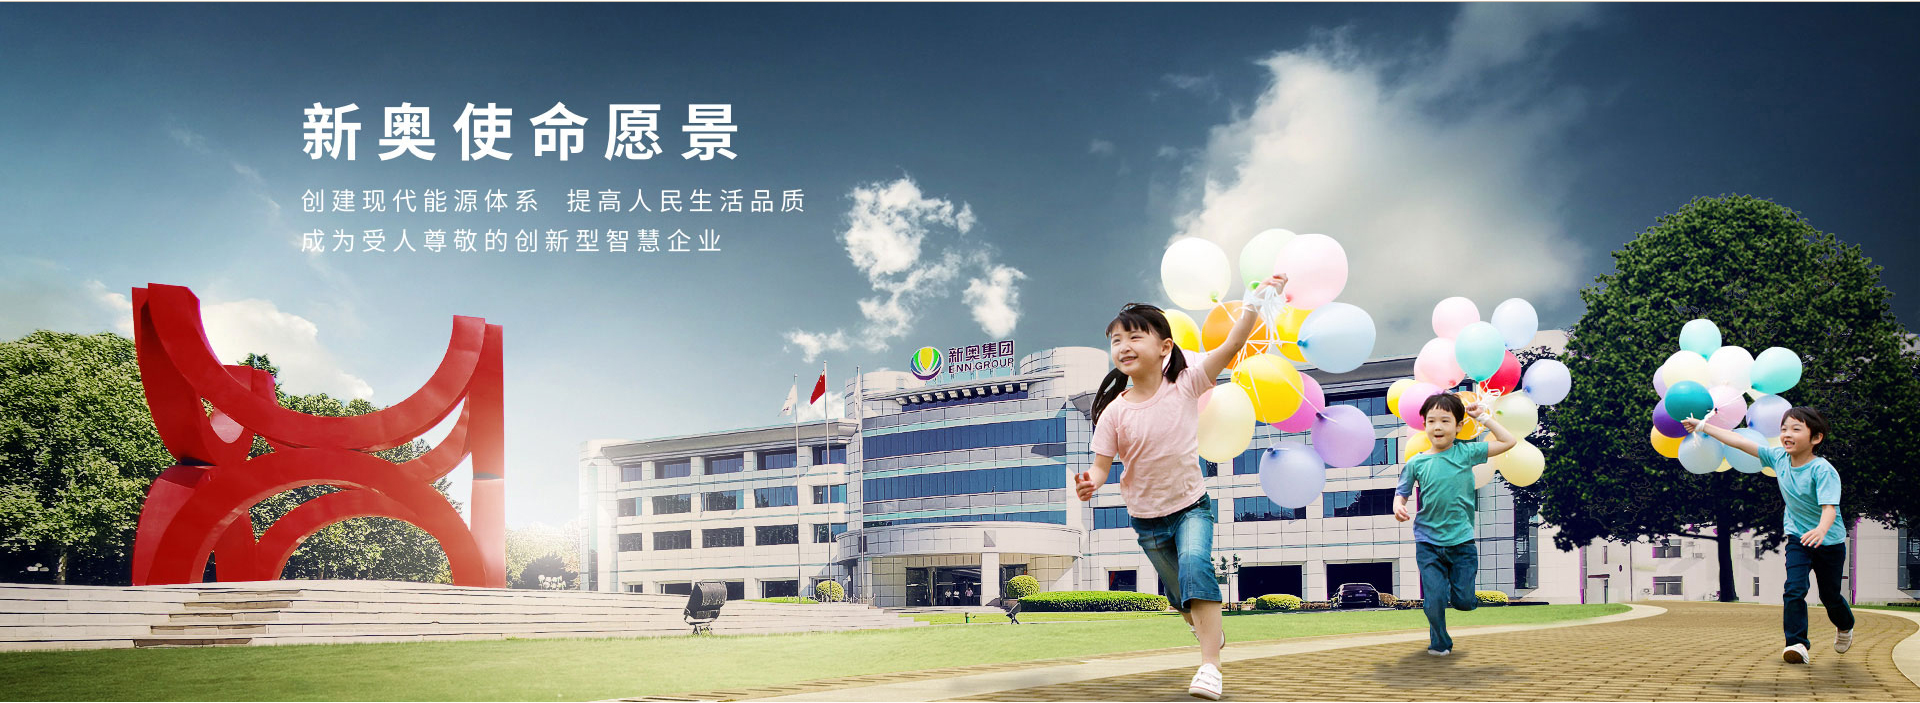 新奥使命愿景
创建现代能源体系 提高人民生活品质
成为受人尊敬的创新型智慧企业
新奥集团
ENN GROUP